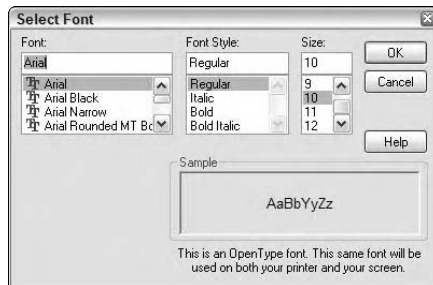 Select Font
Font: Font Style: Size:
Arial Regular 10 OK
Arial Regular 9 Cancel
Arial Black Italic 10
Arial Narrow Bold 11
Arial Rounded MT Bo Bold Italic 12
Help
Sample
AaBbYyZz
This is an OpenType font. This same font will be
used on both your printer and your screen.